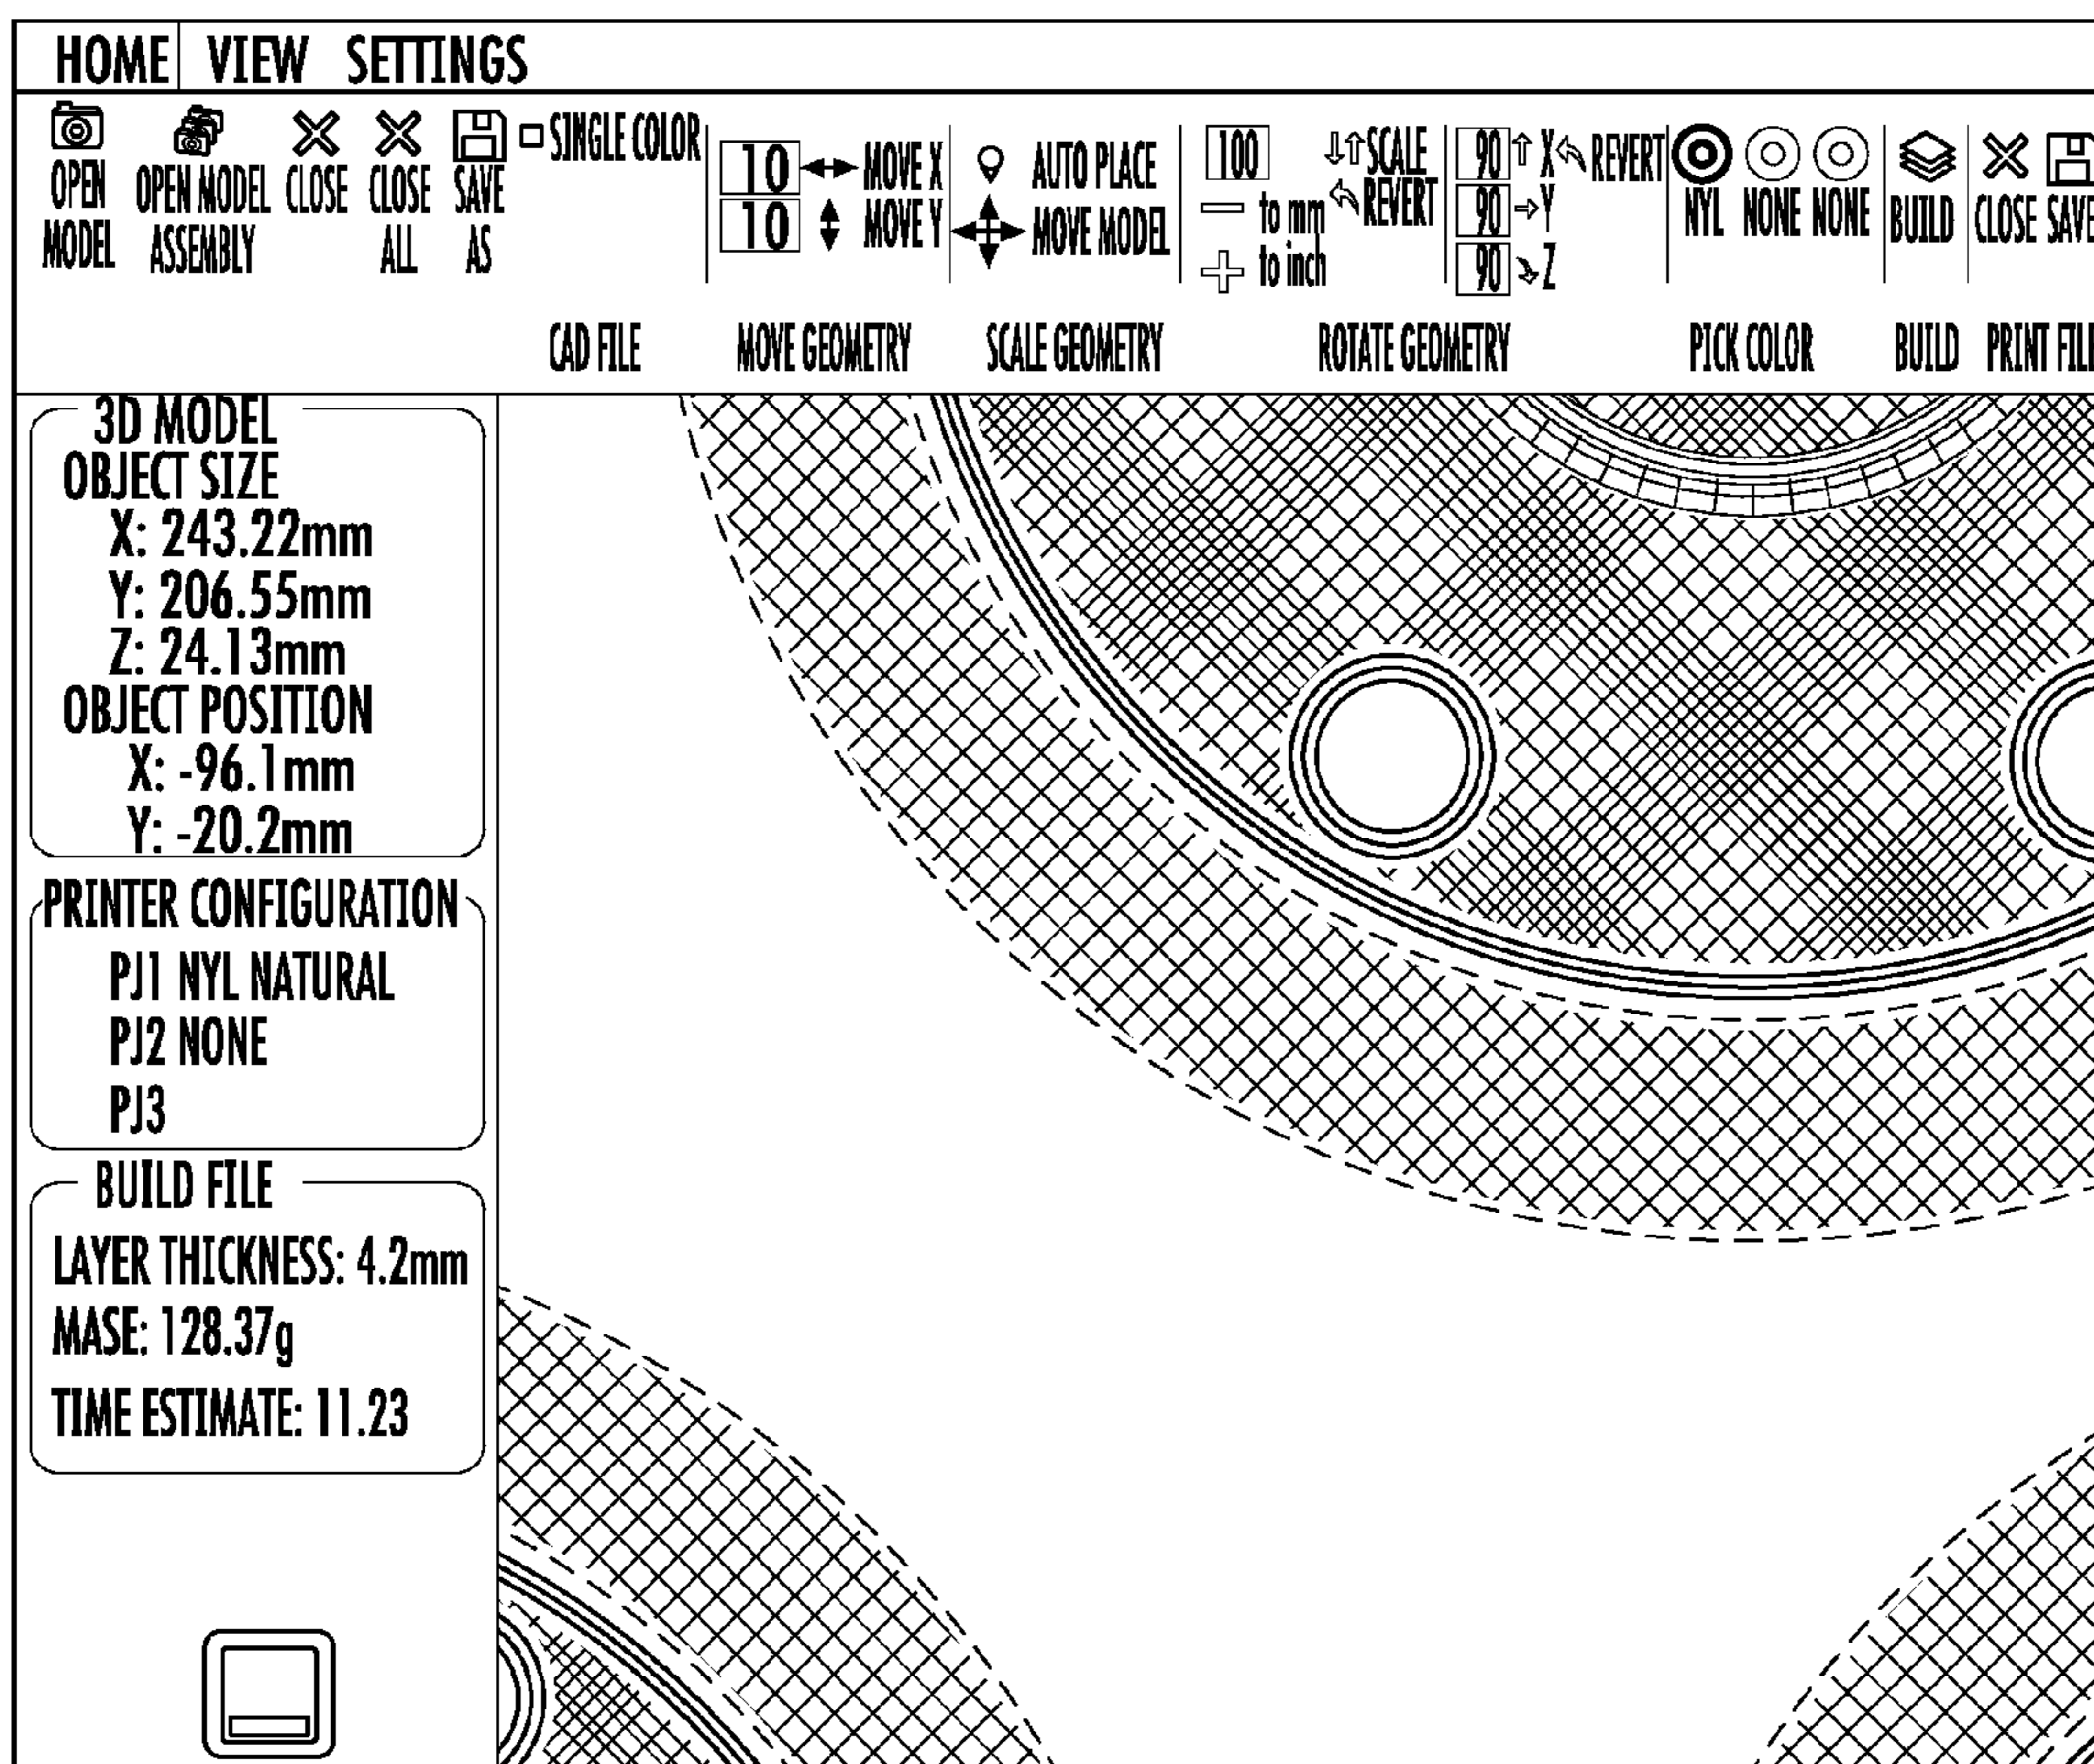 HOME VIEW SETTINGS
OPEN MODEL
OPEN MODEL ASSEMBLY
CLOSE
CLOSE ALL
SAVE AS
SINGLE COLOR
10 MOVE X
10 MOVE Y
AUTO PLACE
MOVE MODEL
100 SCALE
REVERT
to mm
to inch
90 X REVERT
90 Y
90 Z
NYL NONE NONE
BUILD
CLOSE SAVE
CAD FILE MOVE GEOMETRY SCALE GEOMETRY ROTATE GEOMETRY PICK COLOR BUILD PRINT FILE
3D MODEL
OBJECT SIZE
X: 243.22mm
Y: 206.55mm
Z: 24.13mm
OBJECT POSITION
X: -96.1mm
Y: -20.2mm
PRINTER CONFIGURATION
PJ1 NYL NATURAL
PJ2 NONE
PJ3
BUILD FILE
LAYER THICKNESS: 4.2mm
MASE: 128.37g
TIME ESTIMATE: 11.23